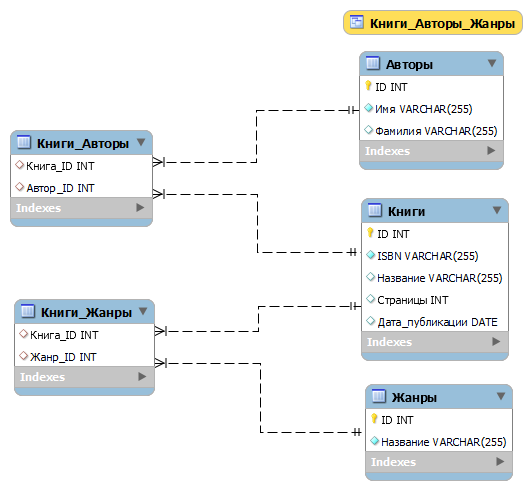 Книги_Авторы_Жанры
Авторы
ID INT
Имя VARCHAR(255)
Фамилия VARCHAR(255)
Indexes
Книги_Авторы
Книга_ID INT
Автор_ID INT
Indexes
Книги
ID INT
ISBN VARCHAR(255)
Название VARCHAR(255)
Страницы INT
Дата_публикации DATE
Indexes
Книги_Жанры
Книга_ID INT
Жанр_ID INT
Indexes
Жанры
ID INT
Название VARCHAR(255)
Indexes